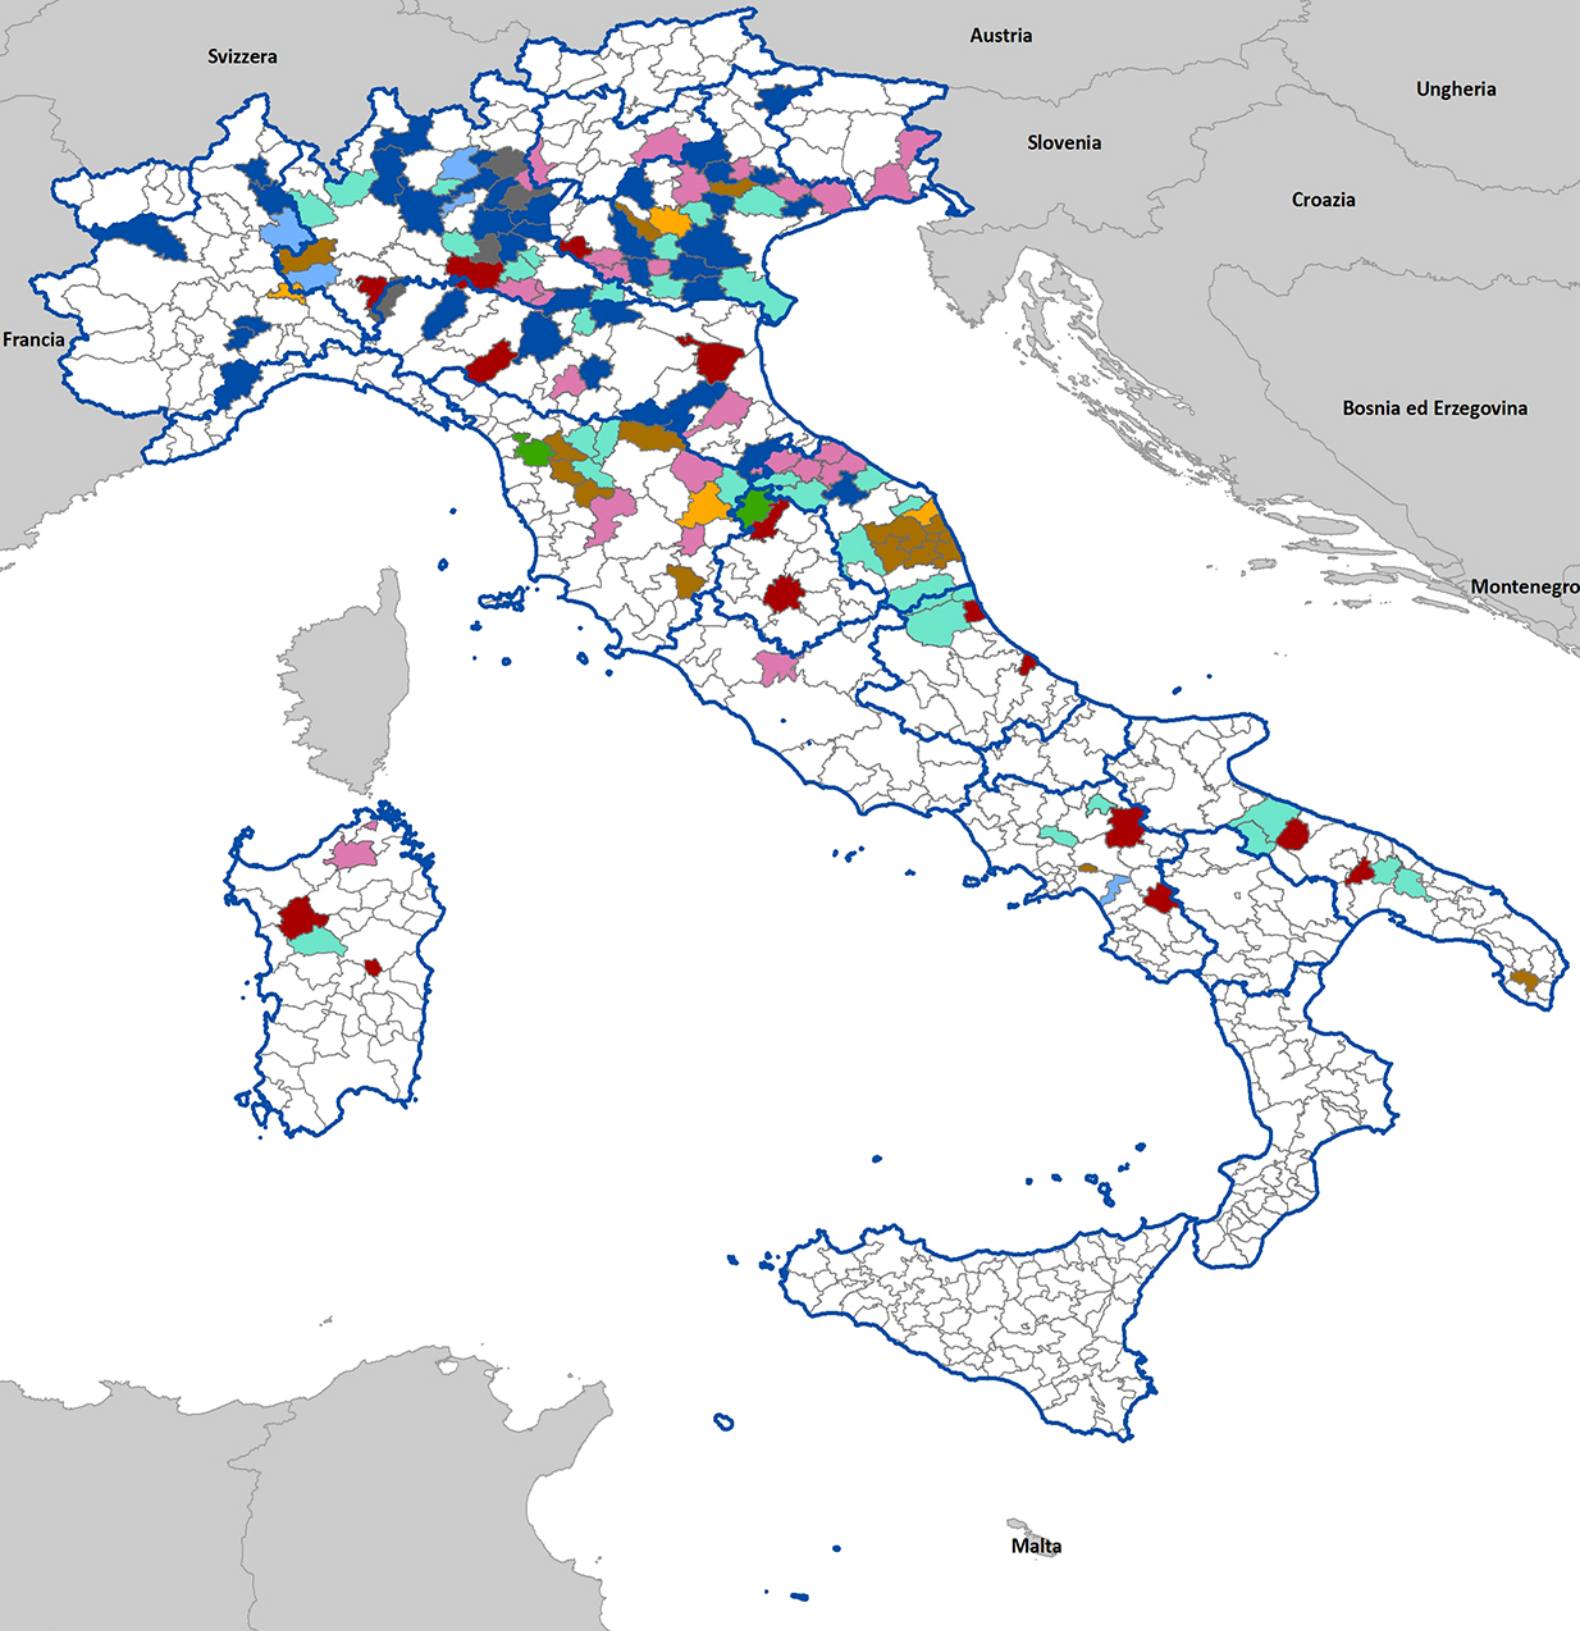 Austria
Svizzera
Ungheria
Slovenia
Croazia
Francia
Bosnia ed Erzegovina
Montenegro
Malta